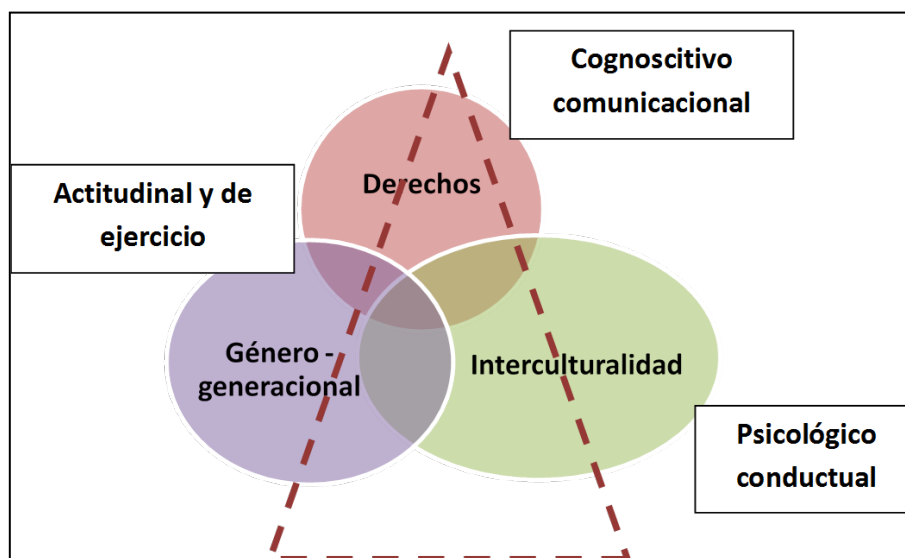 Cognoscitivo
comunicacional
Derechos
Actitudinal y de
ejercicio
Género -
generacional
Interculturalidad
Psicológico
conductual